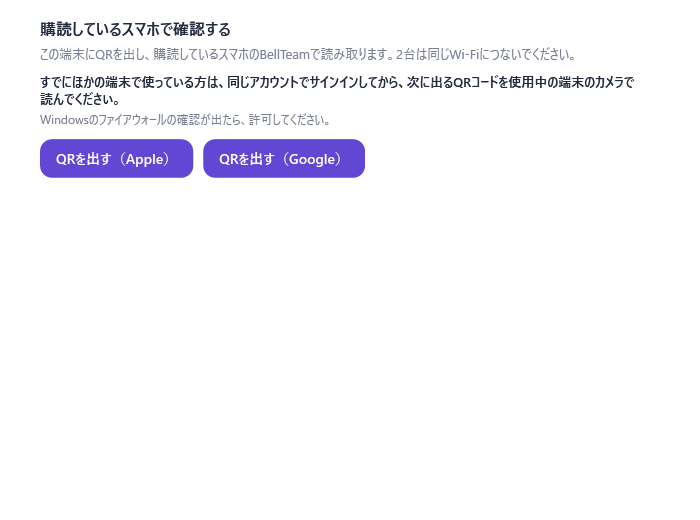 購読しているスマホで確認する
この端末にQRを出し、購読しているスマホのBellTeamで読み取ります。2台は同じWi-Fiにつないでください。
すでにほかの端末で使っている方は、同じアカウントでサインインしてから、次に出るQRコードを使用中の端末のカメラで
読んでください。
Windowsのファイアウォールの確認が出たら、許可してください。
QRを出す（Apple） QRを出す（Google）